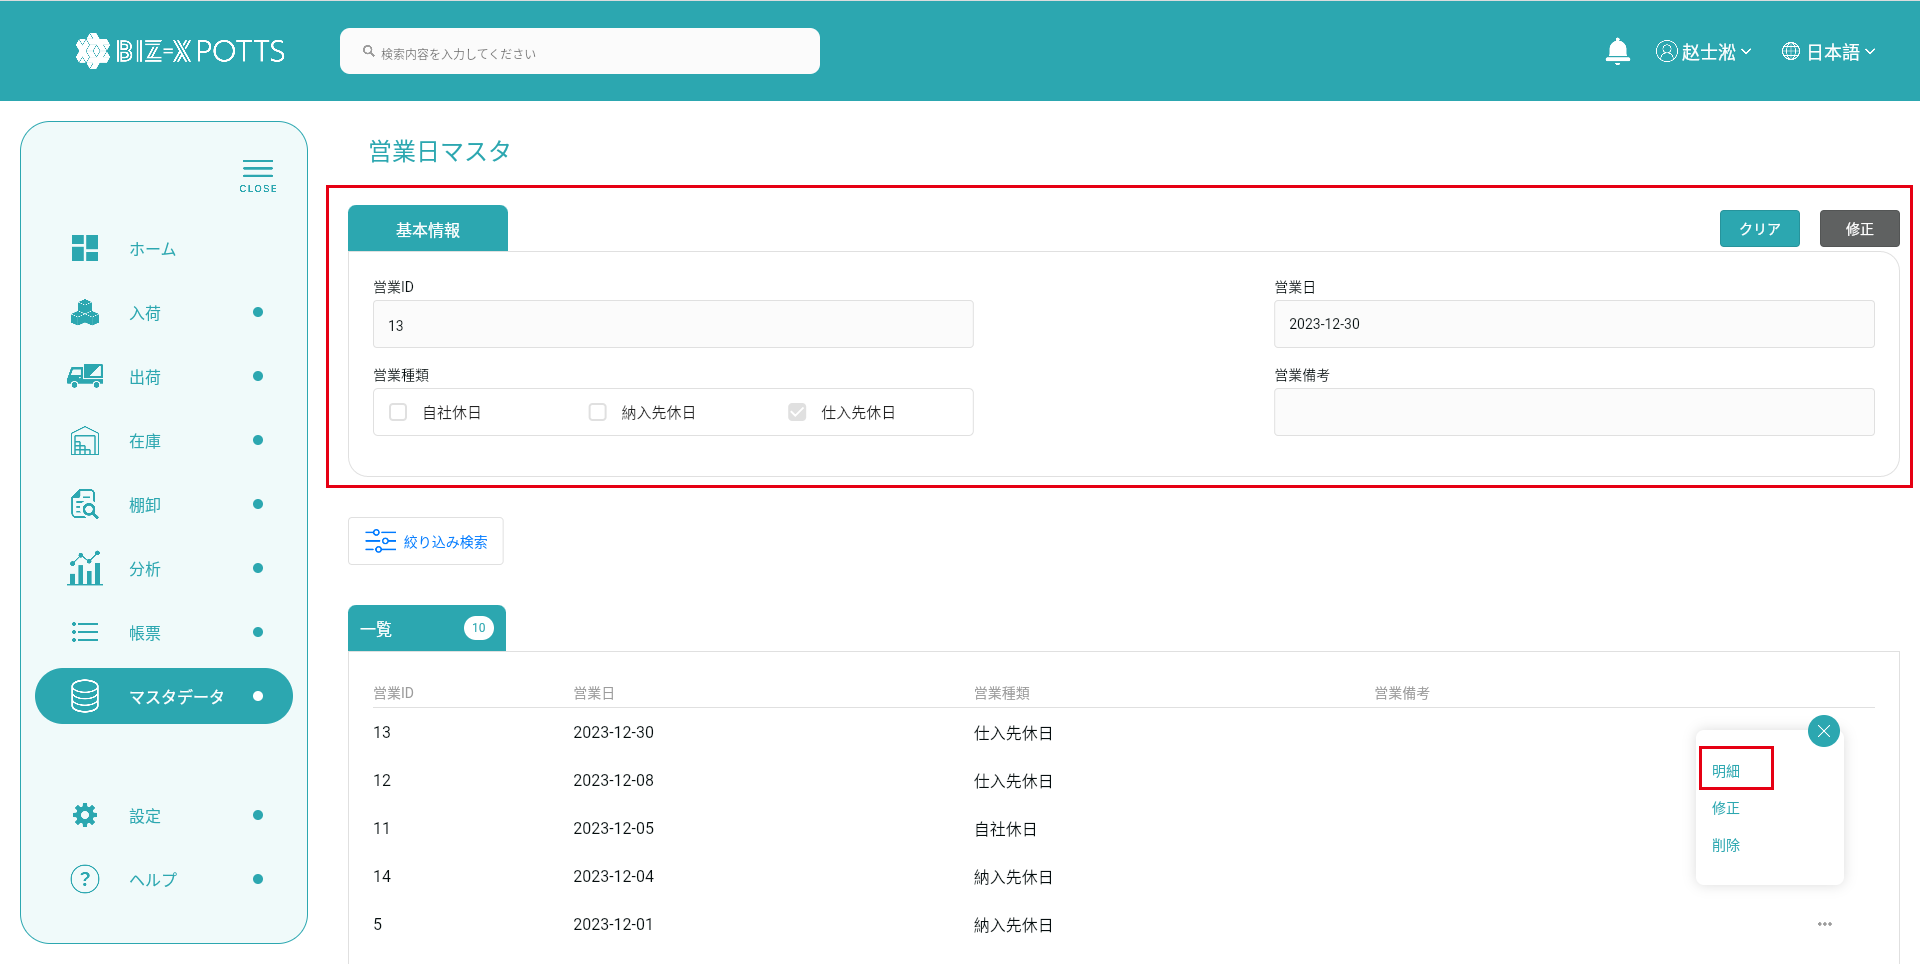 BIZ=X POTTS
検索内容を入力してください
赵士淞
日本語
CLOSE
ホーム
入荷
出荷
在庫
棚卸
分析
帳票
マスタデータ
設定
ヘルプ
営業日マスタ
基本情報
クリア
修正
営業ID
13
営業日
2023-12-30
営業種類
自社休日
納入先休日
仕入先休日
営業備考
絞り込み検索
一覧 10
営業ID 営業日 営業種類 営業備考
13 2023-12-30 仕入先休日
12 2023-12-08 仕入先休日
11 2023-12-05 自社休日
14 2023-12-04 納入先休日
5 2023-12-01 納入先休日
明細
修正
削除